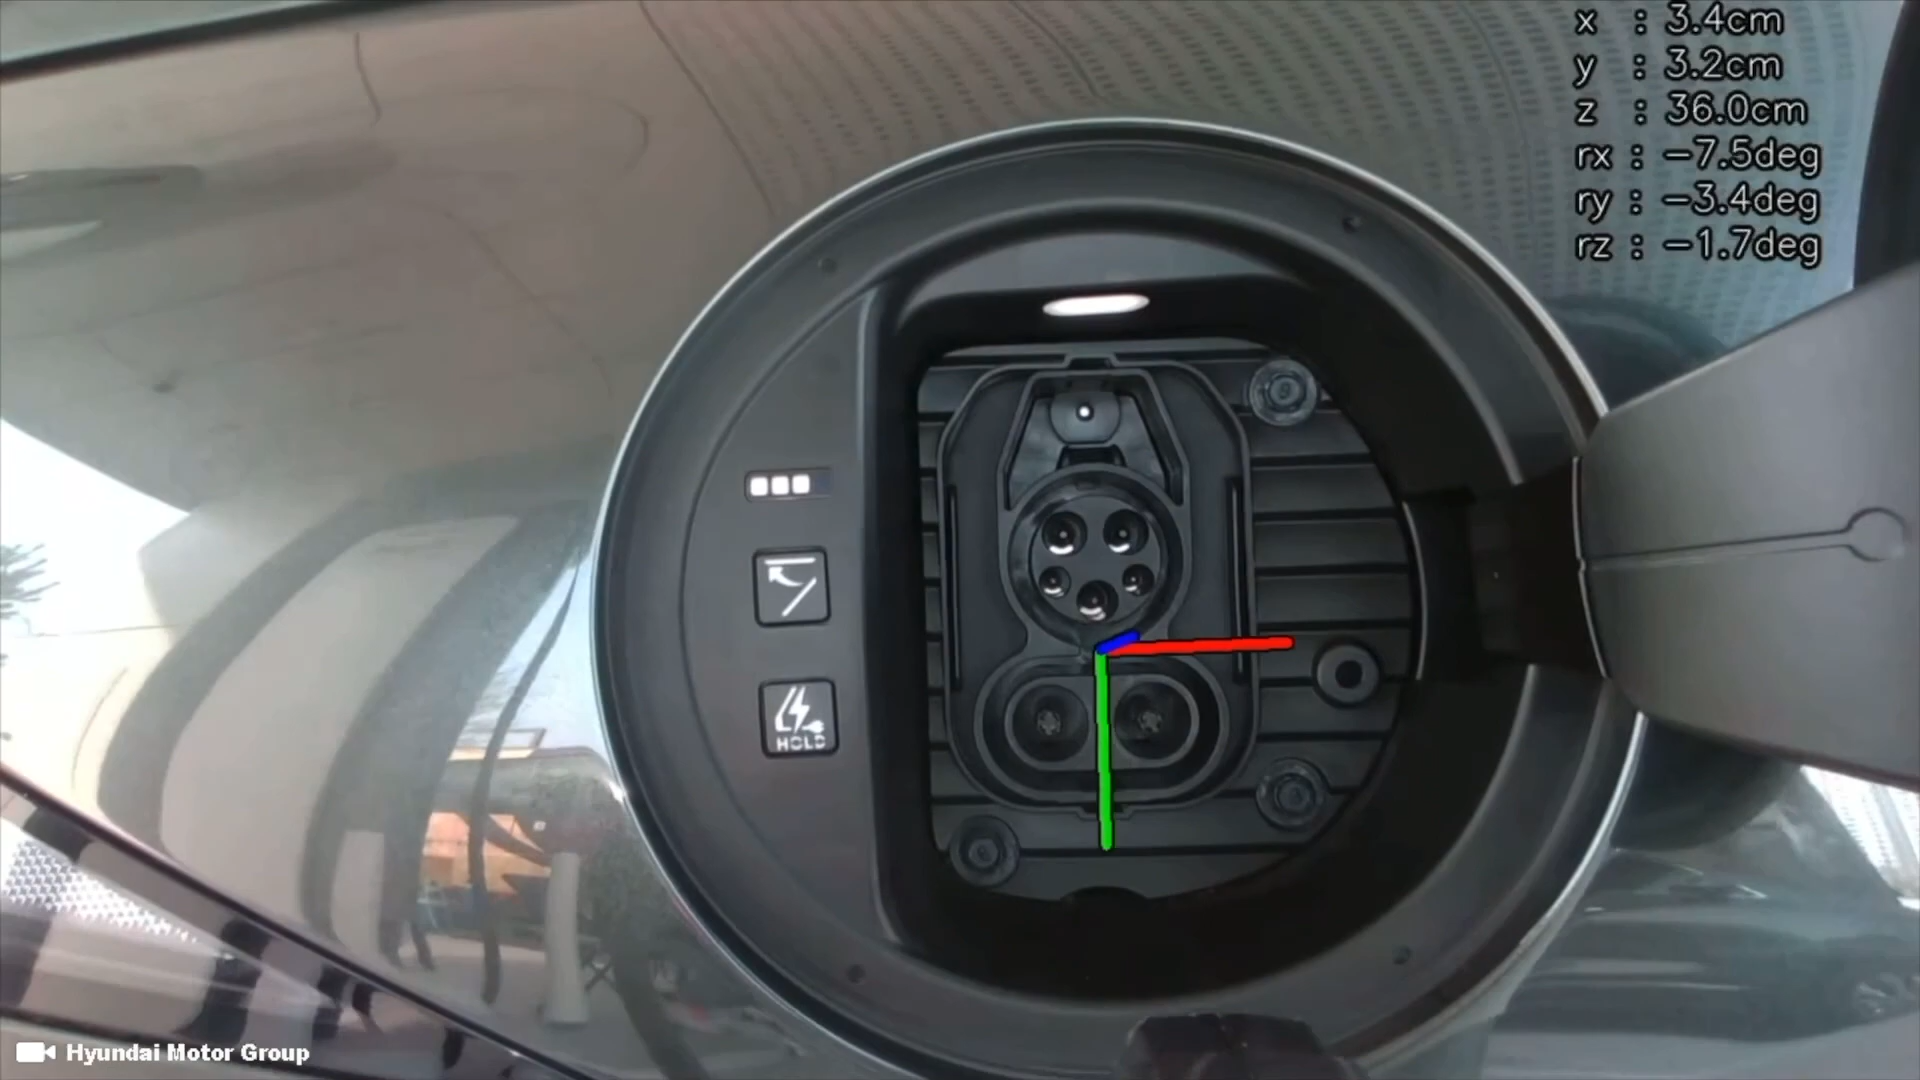 x : 3.4cm
y : 3.2cm
z : 36.0cm
rx : -7.5deg
ry : -3.4deg
rz : -1.7deg
HOLD
Hyundai Motor Group